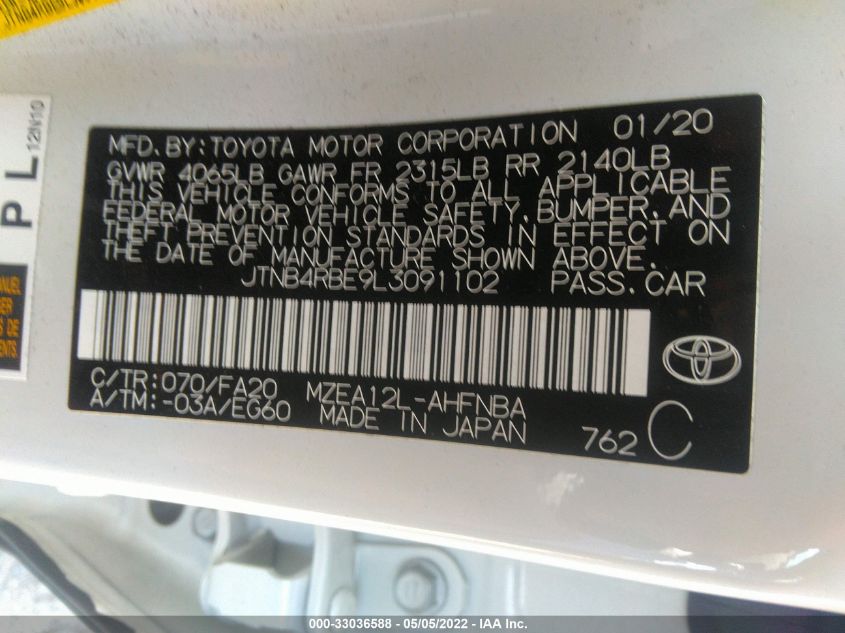 12N10
P L
MFD. BY: TOYOTA MOTOR CORPORATION 01/20
GVWR 4065LB GAWR FR 2315LB RR 2140LB
THIS VEHICLE CONFORMS TO ALL APPLICABLE
FEDERAL MOTOR VEHICLE SAFETY, BUMPER, AND
THEFT PREVENTION STANDARDS IN EFFECT ON
THE DATE OF MANUFACTURE SHOWN ABOVE.
JTNB4RBE9L3091102 PASS. CAR
C/TR: 070/FA20 MZEA12L-AHFNBA
A/TM: -03A/EG60 MADE IN JAPAN
762 C
MANUEL
DE
000-33036588 - 05/05/2022 - IAA Inc.